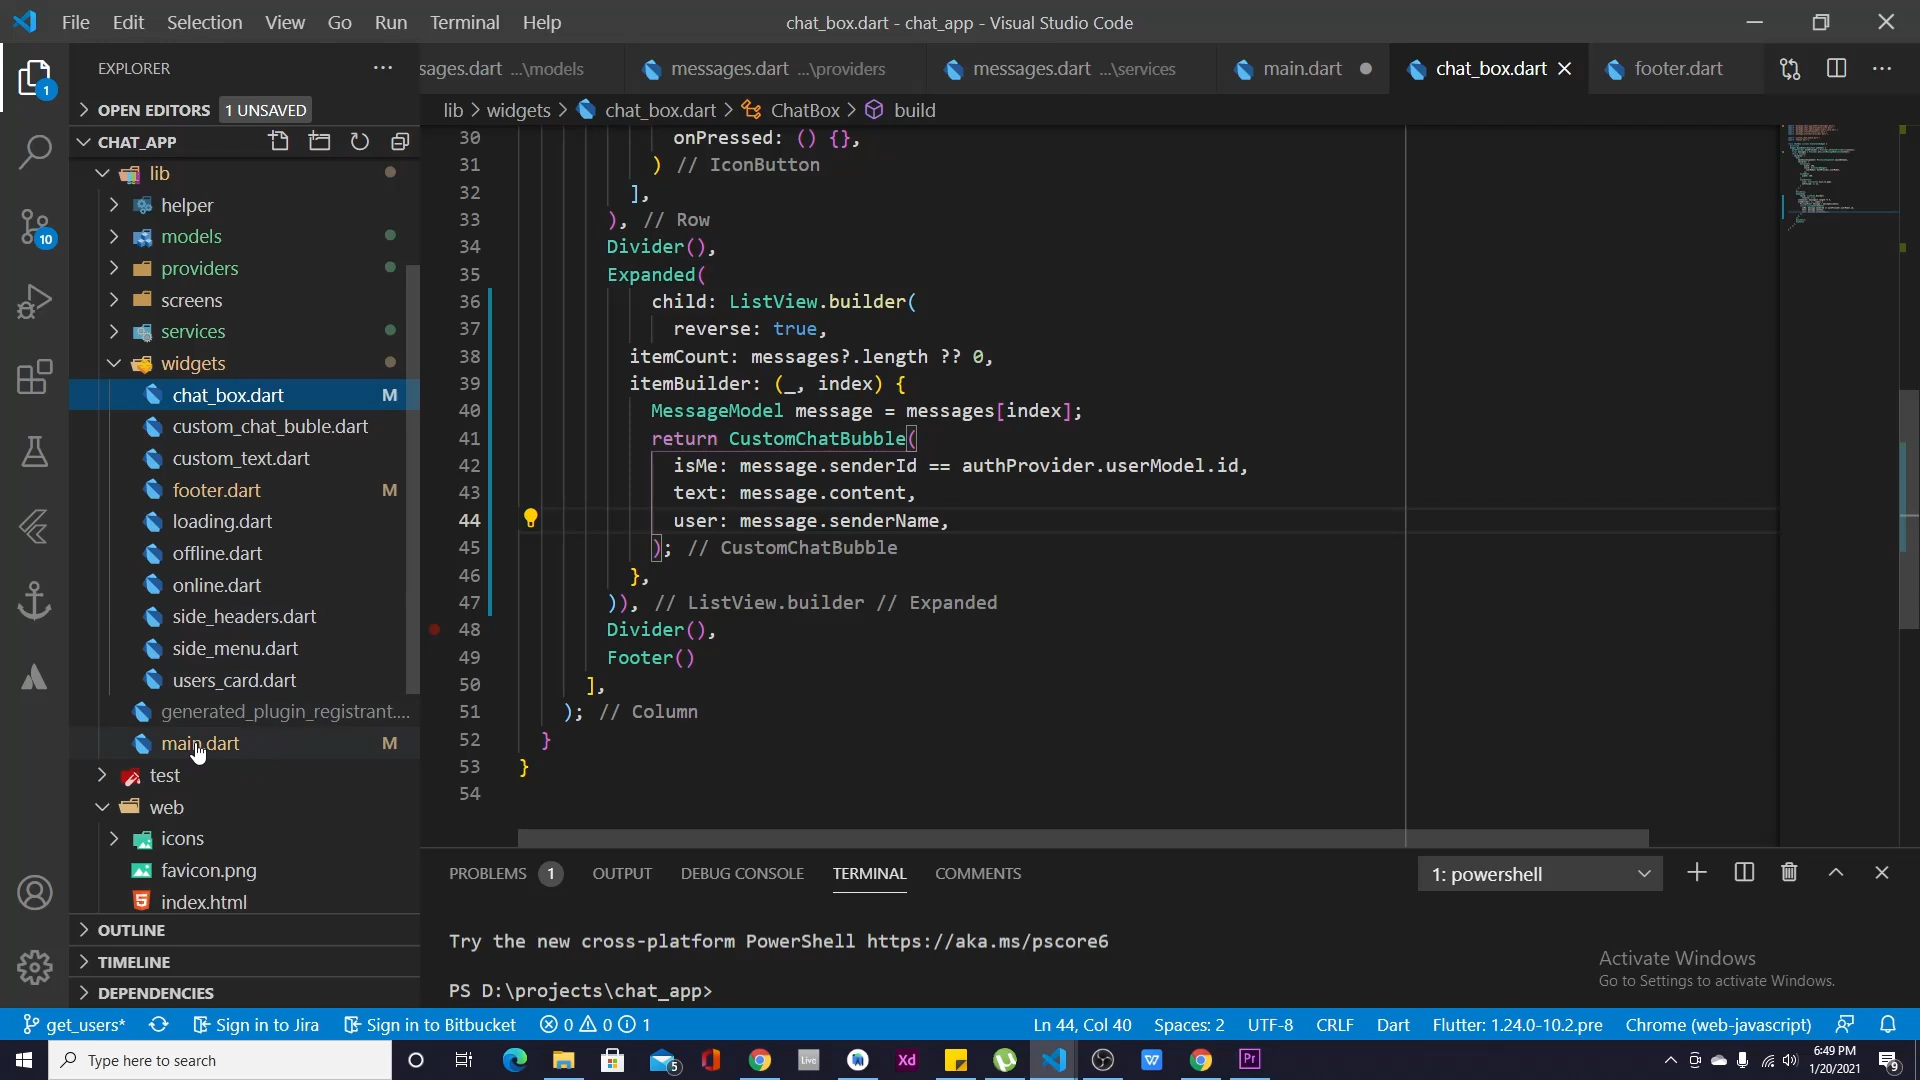 File Edit Selection View Go Run Terminal Help
chat_box.dart - chat_app - Visual Studio Code
EXPLORER
sages.dart ...\models
messages.dart ...\providers
messages.dart ...\services
main.dart
chat_box.dart
footer.dart
OPEN EDITORS 1 UNSAVED
lib > widgets > chat_box.dart > ChatBox > build
CHAT_APP
lib
helper
models
providers
screens
services
widgets
chat_box.dart M
custom_chat_buble.dart
custom_text.dart
footer.dart M
loading.dart
offline.dart
online.dart
side_headers.dart
side_menu.dart
users_card.dart
generated_plugin_registrant....
main.dart M
test
web
icons
favicon.png
index.html
OUTLINE
TIMELINE
DEPENDENCIES
1
10
30 onPressed: () {},
31 ) // IconButton
32 ],
33 ), // Row
34 Divider(),
35 Expanded(
36 child: ListView.builder(
37 reverse: true,
38 itemCount: messages?.length ?? 0,
39 itemBuilder: (_, index) {
40 MessageModel message = messages[index];
41 return CustomChatBubble(
42 isMe: message.senderId == authProvider.userModel.id,
43 text: message.content,
44 user: message.senderName,
45 ); // CustomChatBubble
46 },
47 )), // ListView.builder // Expanded
48 Divider(),
49 Footer()
50 ],
51 ); // Column
52 }
53 }
54
PROBLEMS 1 OUTPUT DEBUG CONSOLE TERMINAL COMMENTS
1: powershell
Try the new cross-platform PowerShell https://aka.ms/pscore6
PS D:\projects\chat_app>
Activate Windows
Go to Settings to activate Windows.
get_users* Sign in to Jira Sign in to Bitbucket 0 0 1
Ln 44, Col 40 Spaces: 2 UTF-8 CRLF Dart Flutter: 1.24.0-10.2.pre Chrome (web-javascript)
Type here to search
5
Live
Xd
Pr
6:49 PM
1/20/2021
9